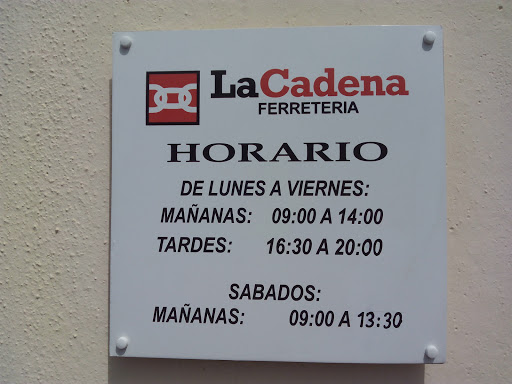 LaCadena
FERRETERIA
HORARIO
DE LUNES A VIERNES:
MAÑANAS: 09:00 A 14:00
TARDES: 16:30 A 20:00
SABADOS:
MAÑANAS: 09:00 A 13:30